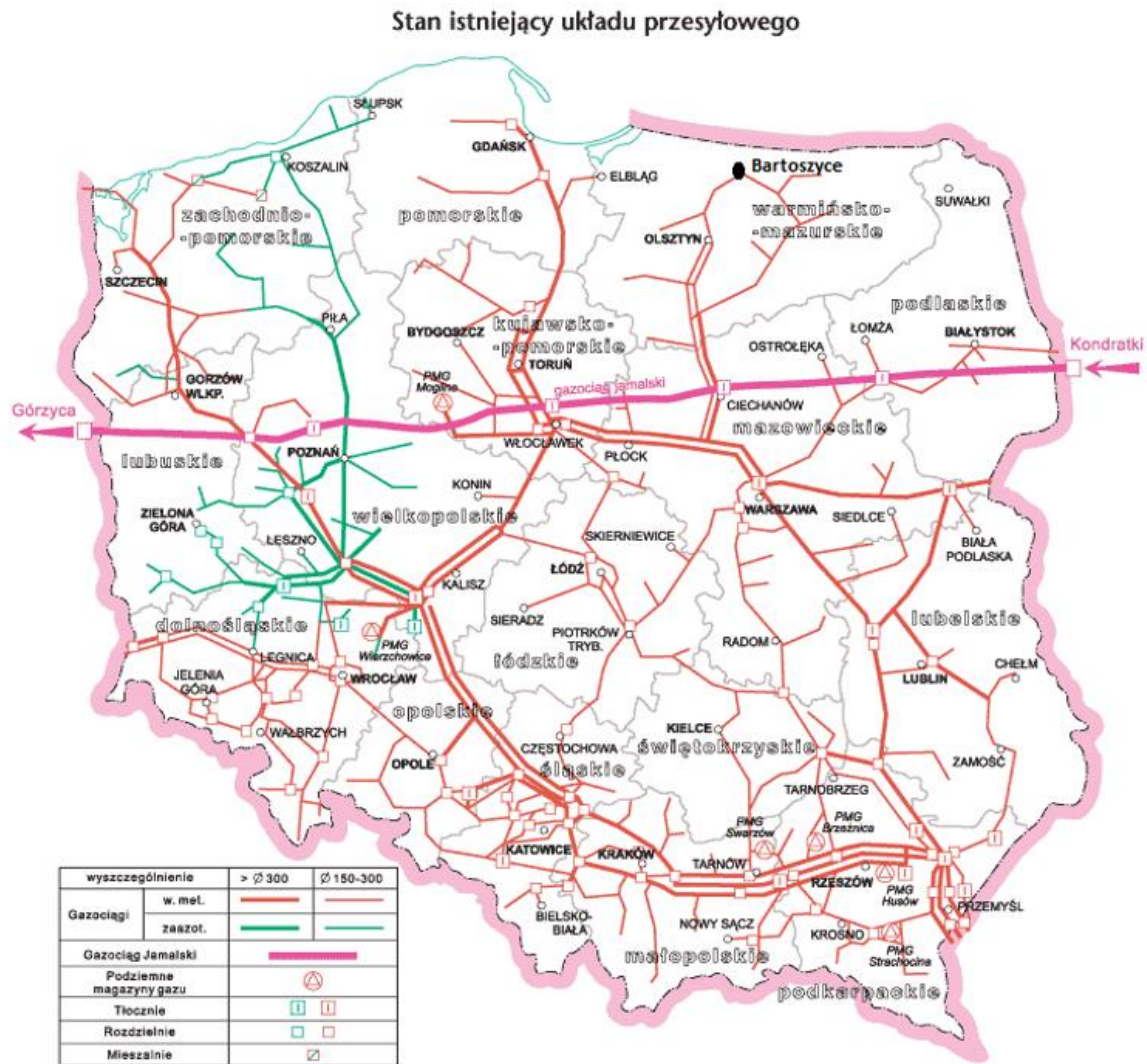 Stan istniejący układu przesyłowego
SŁUPSK
GDAŃSK
KOSZALIN
ELBLĄG
Bartoszyce
SUWAŁKI
zachodnio-
-pomorskie
pomorskie
warmińsko-
-mazurskie
OLSZTYN
SZCZECIN
podlaskie
PIŁA
BYDGOSZCZ
kujawsko-
-pomorskie
ŁOMŻA
BIAŁYSTOK
OSTROŁĘKA
Kondratki
TORUŃ
PMG
Mogilno
GORZÓW
WLKP.
gazociąg jamalski
Górzyca
CIECHANÓW
mazowieckie
WŁOCŁAWEK
PŁOCK
lubuskie
POZNAŃ
KONIN
WARSZAWA
SIEDLCE
ZIELONA
GÓRA
wielkopolskie
SKIERNIEWICE
BIAŁA
PODLASKA
LESZNO
ŁÓDŹ
KALISZ
SIERADZ
PIOTRKÓW
TRYB.
RADOM
lubelskie
dolnośląskie
PMG
Wierzchowice
łódzkie
LEGNICA
CHEŁM
LUBLIN
JELENIA
GÓRA
WROCŁAW
opolskie
KIELCE
świętokrzyskie
WAŁBRZYCH
CZĘSTOCHOWA
śląskie
OPOLE
ZAMOŚĆ
TARNOBRZEG
PMG
Swarzów
PMG
Brzeźnica
KATOWICE
KRAKÓW
TARNÓW
RZESZÓW
PMG
Husów
PRZEMYŚL
BIELSKO-
BIAŁA
NOWY SĄCZ
KROSNO
małopolskie
PMG
Strachocina
podkarpackie
wyszczególnienie > Ø 300 Ø 150-300
Gazociągi w. met.
zaazot.
Gazociąg Jamalski
Podziemne
magazyny gazu
Tłocznie
Rozdzielnie
Mieszalnie